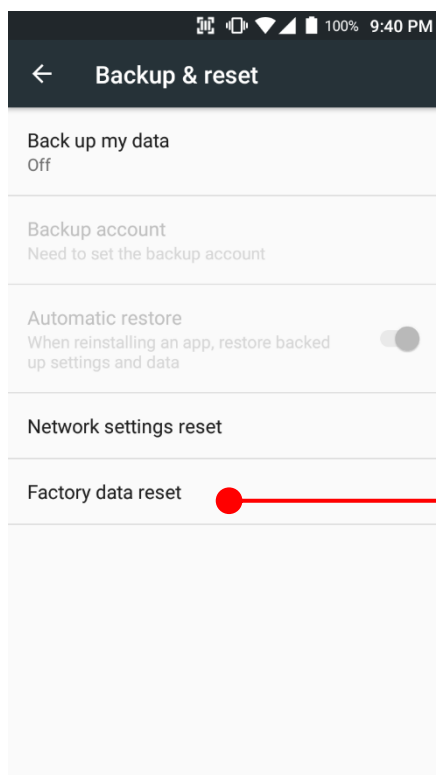 100% 9:40 PM
Backup & reset
Back up my data
Off
Backup account
Need to set the backup account
Automatic restore
When reinstalling an app, restore backed
up settings and data
Network settings reset
Factory data reset